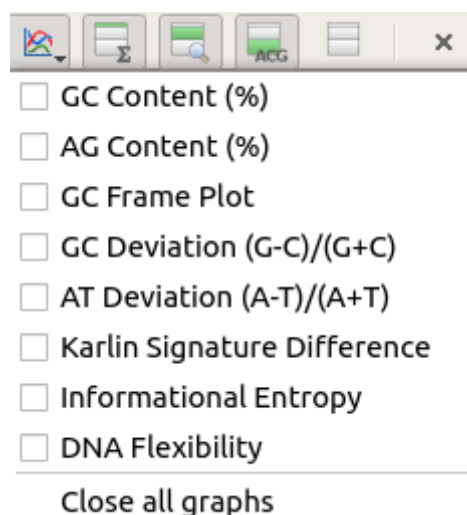 Σ
ACG
GC Content (%)
AG Content (%)
GC Frame Plot
GC Deviation (G-C)/(G+C)
AT Deviation (A-T)/(A+T)
Karlin Signature Difference
Informational Entropy
DNA Flexibility
Close all graphs